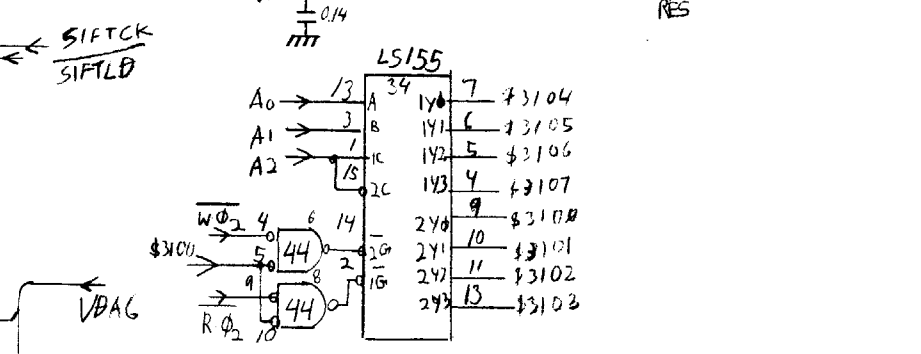 0.14
RES
SIFTCK
SIFTLD
LS155
34
A0 13 A 1Y0 7 $3104
A1 3 B 1Y1 6 $3105
A2 1 1C 1Y2 5 $3106
15 2C 1Y3 4 $3107
WΦ2 4 6 14 2Y0 9 $3100
$3100 5 44 2G 2Y1 10 $3101
9 8 2 1G 2Y2 11 $3102
RΦ2 10 44 2Y3 13 $3103
VDAG